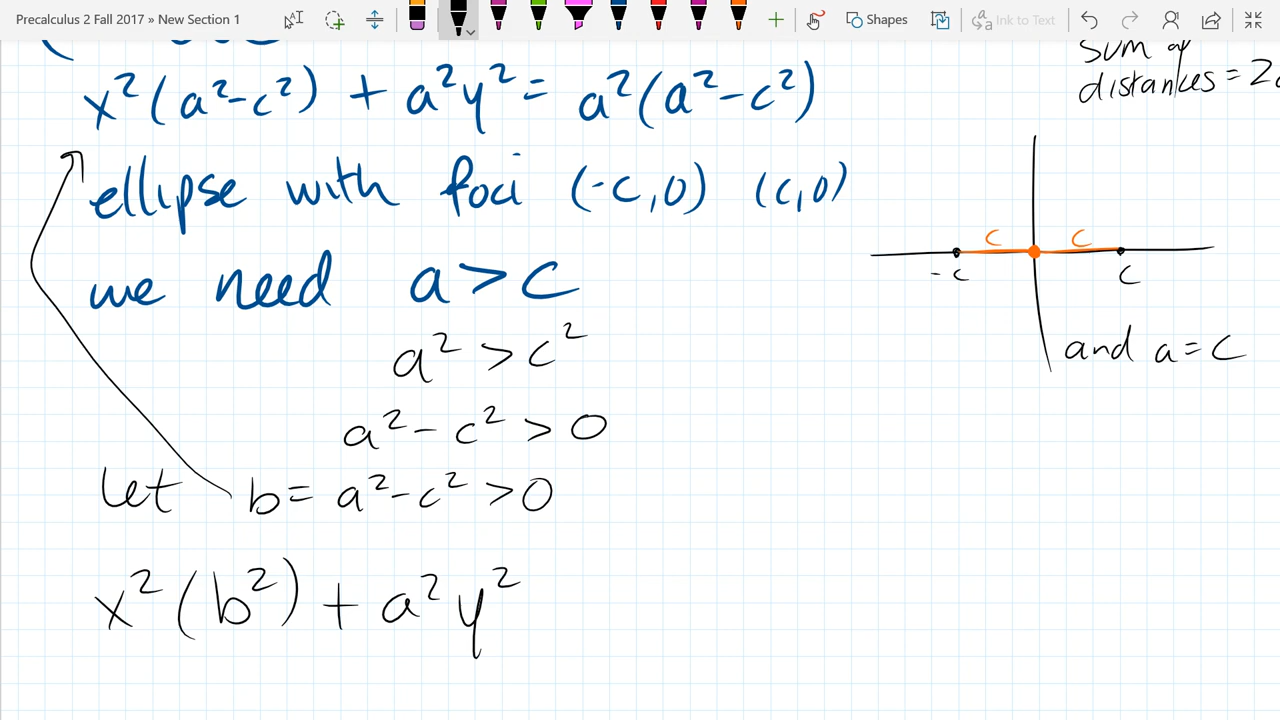 Precalculus 2 Fall 2017 » New Section 1
Shapes
Ink to Text
x²(a²-c²) + a²y² = a²(a²-c²)
ellipse with foci (-c,0) (c,0)
we need a>c
a² > c²
a² - c² > 0
let b = a²-c² > 0
x²(b²) + a²y²
sum of
distances = 2
c c
-c c
and a = c